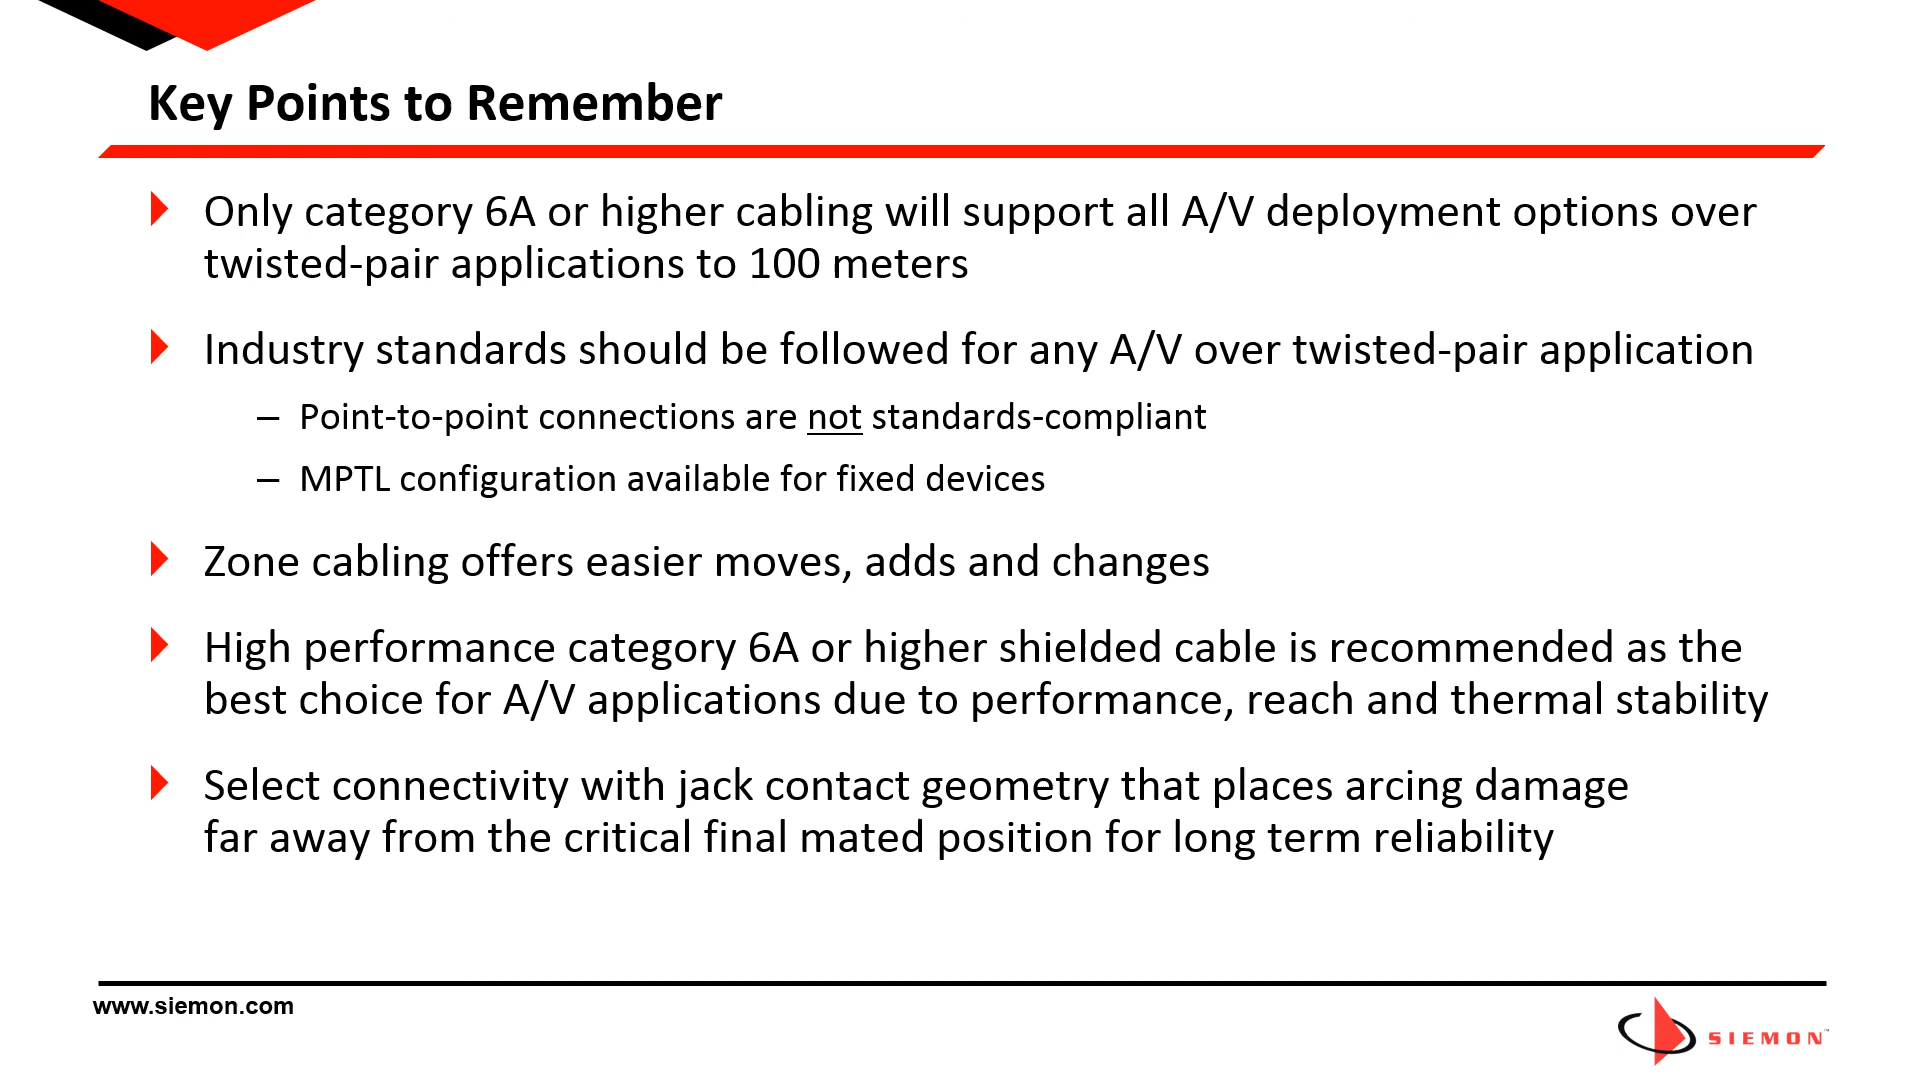 Key Points to Remember
Only category 6A or higher cabling will support all A/V deployment options over
twisted-pair applications to 100 meters
Industry standards should be followed for any A/V over twisted-pair application
– Point-to-point connections are not standards-compliant
– MPTL configuration available for fixed devices
Zone cabling offers easier moves, adds and changes
High performance category 6A or higher shielded cable is recommended as the
best choice for A/V applications due to performance, reach and thermal stability
Select connectivity with jack contact geometry that places arcing damage
far away from the critical final mated position for long term reliability
www.siemon.com
SIEMON™